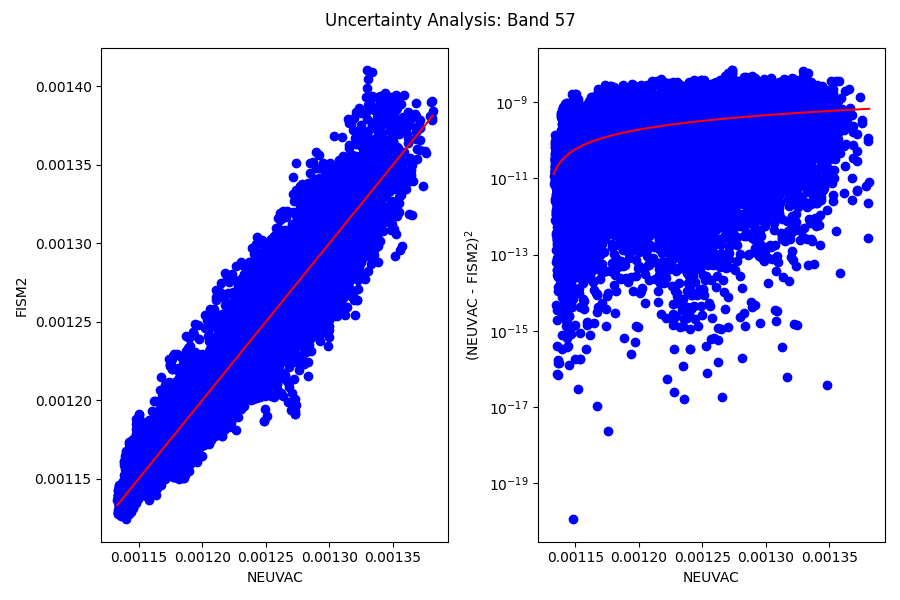 Uncertainty Analysis: Band 57
FISM2
0.00140
0.00135
0.00130
0.00125
0.00120
0.00115
0.00115 0.00120 0.00125 0.00130 0.00135
NEUVAC
(NEUVAC - FISM2)²
10⁻⁹
10⁻¹¹
10⁻¹³
10⁻¹⁵
10⁻¹⁷
10⁻¹⁹
0.00115 0.00120 0.00125 0.00130 0.00135
NEUVAC